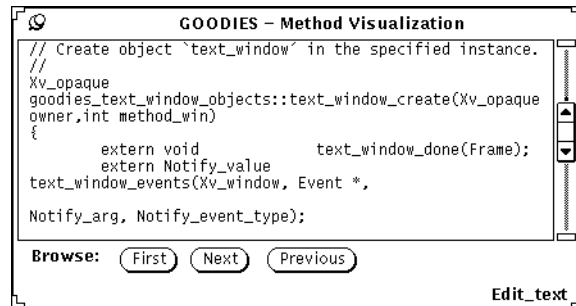 GOODIES – Method Visualization
// Create object `text_window´ in the specified instance.
//
Xv_opaque
goodies_text_window_objects::text_window_create(Xv_opaque
owner,int method_win)
{
extern void text_window_done(Frame);
extern Notify_value
text_window_events(Xv_window, Event *,
Notify_arg, Notify_event_type);
Browse: First Next Previous
Edit_text